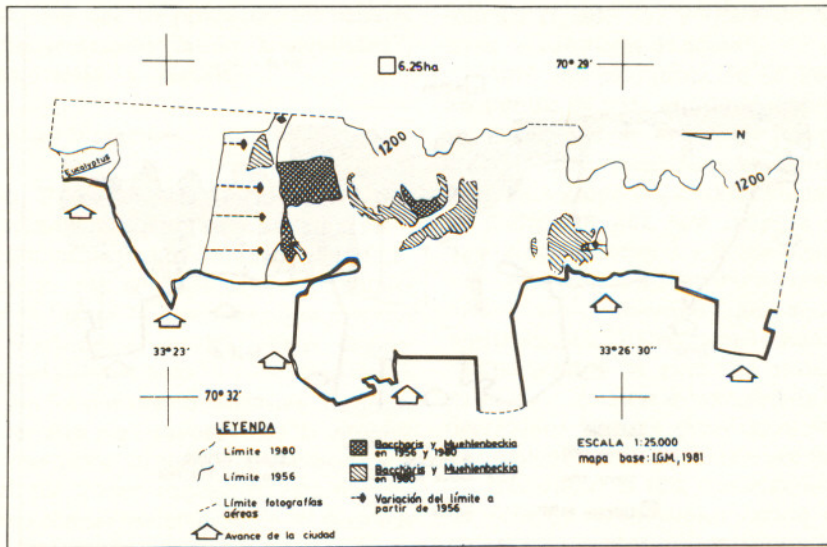 6.25ha
70° 29'
1200
N
1200
Eucalyptus
33° 23'
33° 26' 30''
70° 32'
LEYENDA
Límite 1980
Límite 1956
Límite fotografías
aéreas
Avance de la ciudad
Baccharis y Muehlenbeckia
en 1956 y 1980
Baccharis y Muehlenbeckia
en 1980
Variación del límite a
partir de 1956
ESCALA 1:25.000
mapa base: I.G.M., 1981